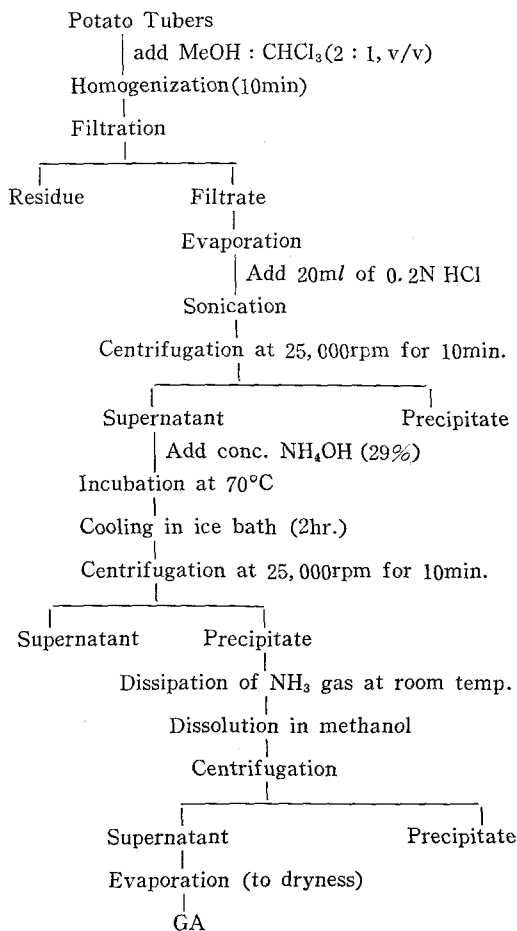 Potato Tubers
add MeOH : CHCl₃(2 : 1, v/v)
Homogenization(10min)
Filtration
Residue Filtrate
Evaporation
Add 20ml of 0.2N HCl
Sonication
Centrifugation at 25,000rpm for 10min.
Supernatant Precipitate
Add conc. NH₄OH (29%)
Incubation at 70°C
Cooling in ice bath (2hr.)
Centrifugation at 25,000rpm for 10min.
Supernatant Precipitate
Dissipation of NH₃ gas at room temp.
Dissolution in methanol
Centrifugation
Supernatant Precipitate
Evaporation (to dryness)
GA